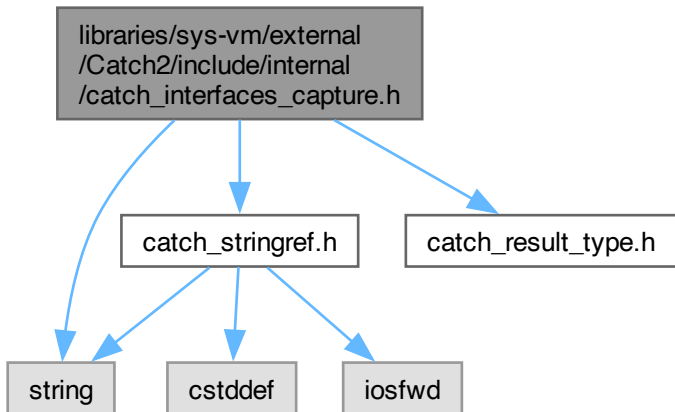 libraries/sys-vm/external
/Catch2/include/internal
/catch_interfaces_capture.h
catch_stringref.h
catch_result_type.h
string
cstddef
iosfwd